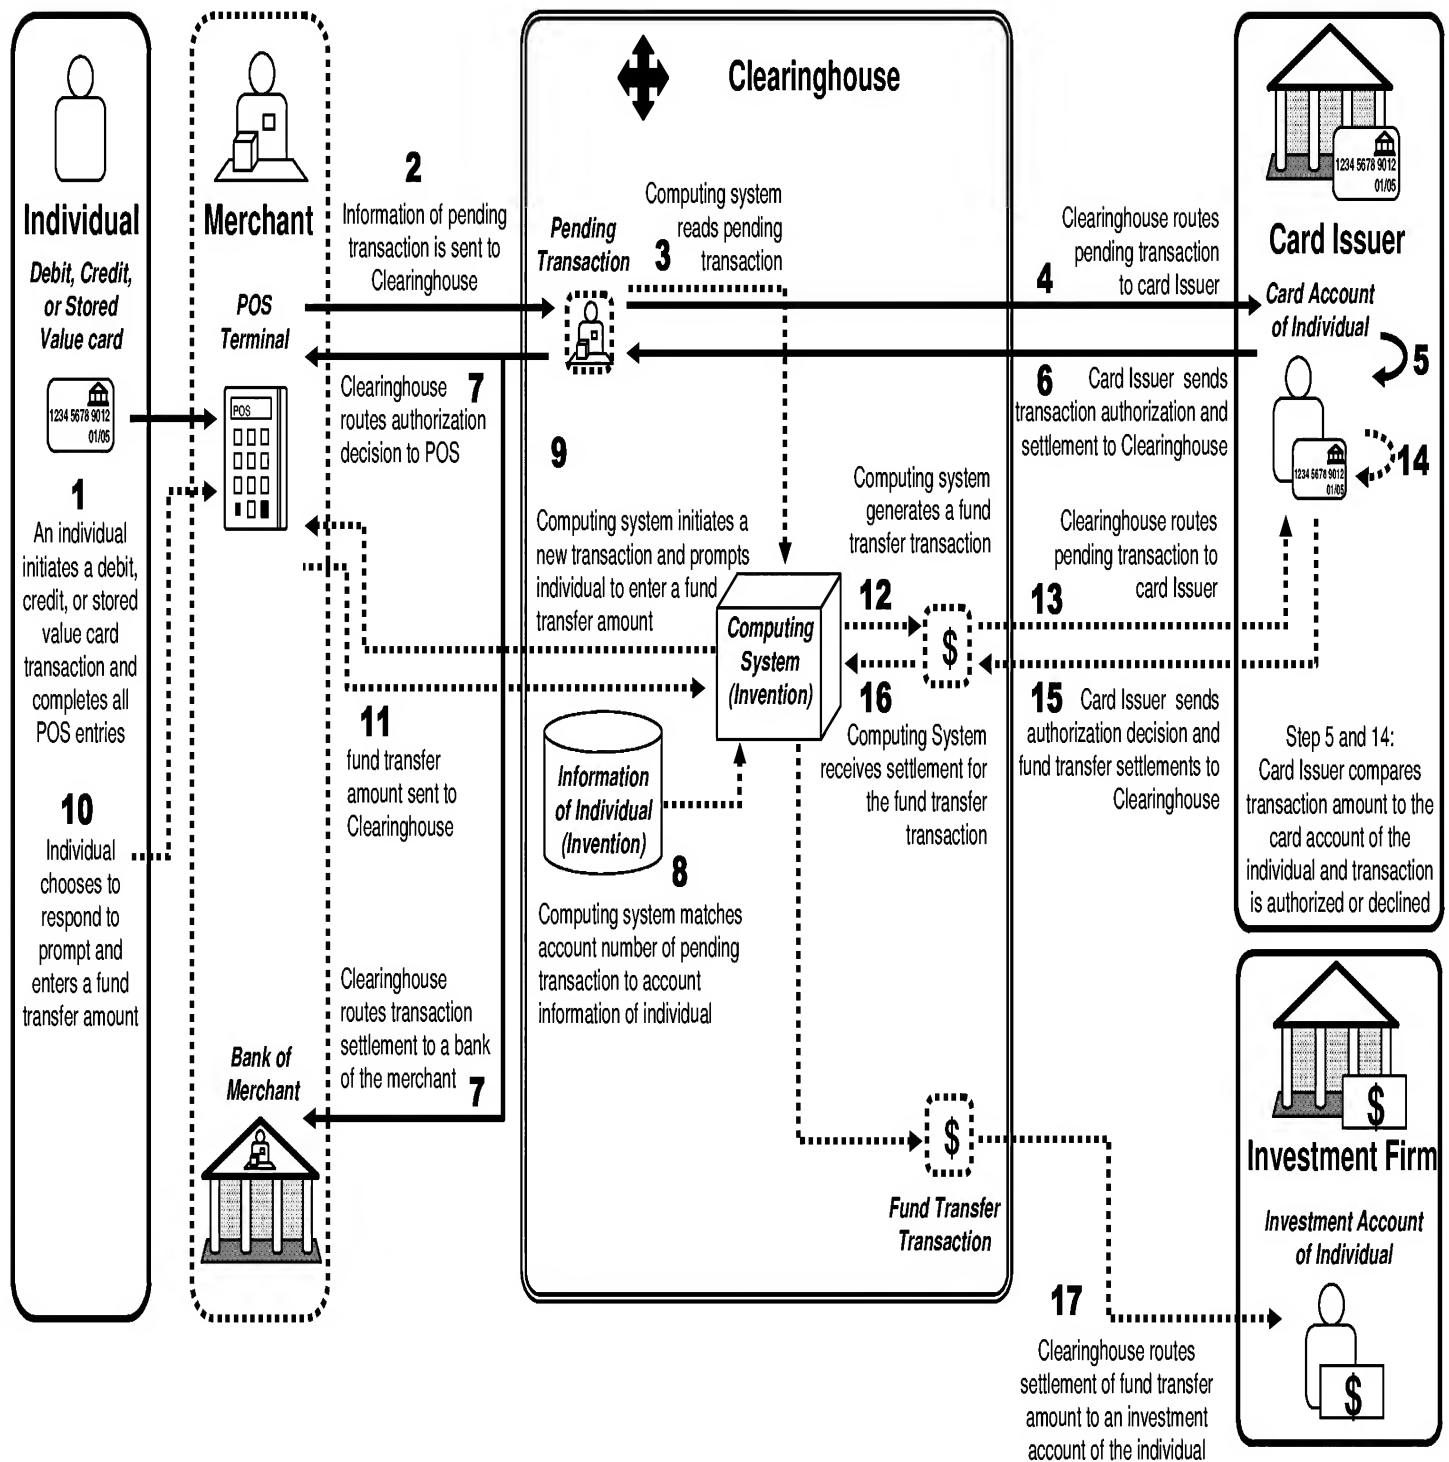 Individual
Debit, Credit,
or Stored
Value card
1234 5678 9012
01/05
1
An individual
initiates a debit,
credit, or stored
value card
transaction and
completes all
POS entries
10
Individual
chooses to
respond to
prompt and
enters a fund
transfer amount
Merchant
POS
Terminal
POS
Bank of
Merchant
2
Information of pending
transaction is sent to
Clearinghouse
Clearinghouse 7
routes authorization
decision to POS
11
fund transfer
amount sent to
Clearinghouse
Clearinghouse
routes transaction
settlement to a bank
of the merchant 7
Clearinghouse
Pending
Transaction
Computing system
reads pending
3 transaction
9
Computing system initiates a
new transaction and prompts
individual to enter a fund
transfer amount
Computing
System
(Invention)
Information
of Individual
(Invention)
8
Computing system matches
account number of pending
transaction to account
information of individual
Computing system
generates a fund
transfer transaction
12
$
16
Computing System
receives settlement for
the fund transfer
transaction
$
Fund Transfer
Transaction
Clearinghouse routes
pending transaction
4 to card Issuer
6 Card Issuer sends
transaction authorization and
settlement to Clearinghouse
Clearinghouse routes
pending transaction to
card Issuer
13
15 Card Issuer sends
authorization decision and
fund transfer settlements to
Clearinghouse
17
Clearinghouse routes
settlement of fund transfer
amount to an investment
account of the individual
1234 5678 9012
01/05
Card Issuer
Card Account
of Individual
5
14
1234 5678 9012
01/05
Step 5 and 14:
Card Issuer compares
transaction amount to the
card account of the
individual and transaction
is authorized or declined
$
Investment Firm
Investment Account
of Individual
$